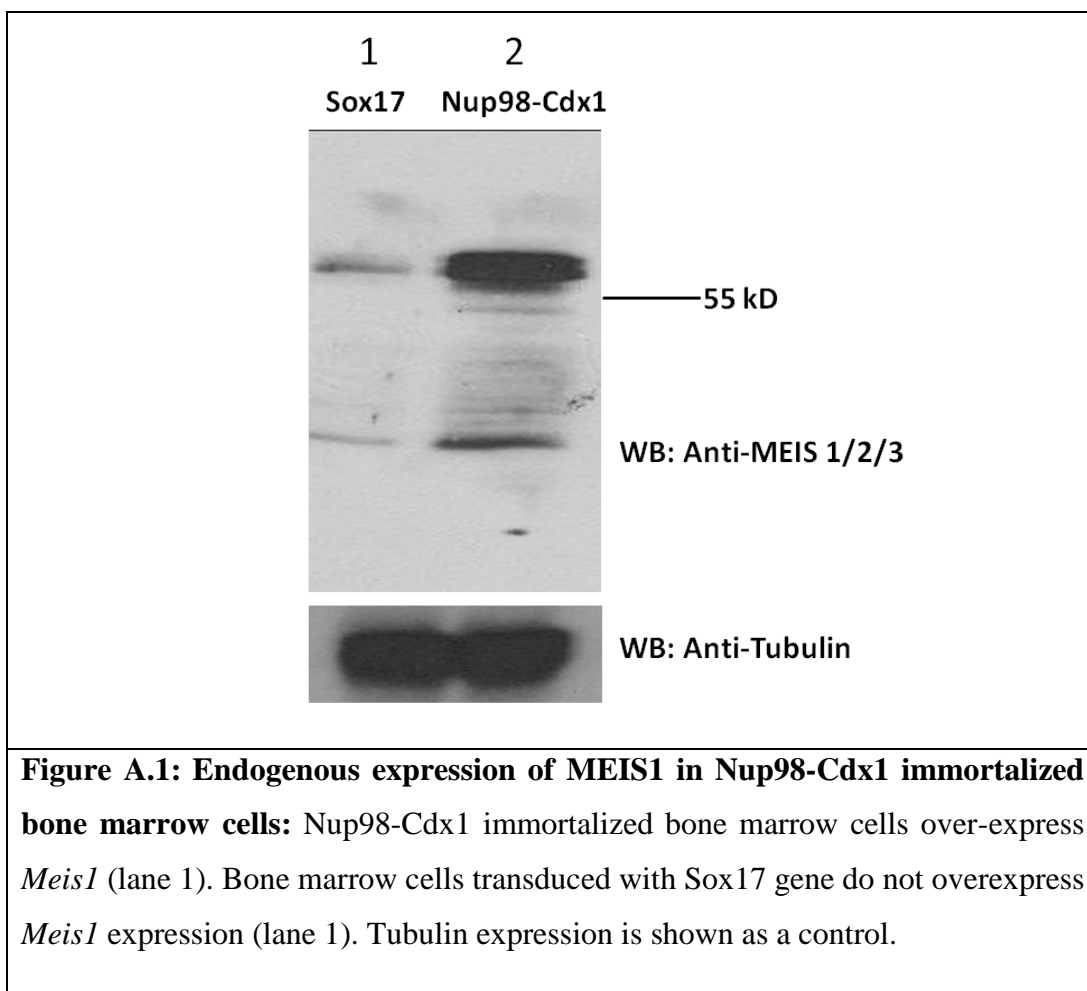 1 2
Sox17 Nup98-Cdx1
55 kD
WB: Anti-MEIS 1/2/3
WB: Anti-Tubulin
Figure A.1: Endogenous expression of MEIS1 in Nup98-Cdx1 immortalized
bone marrow cells: Nup98-Cdx1 immortalized bone marrow cells over-express
Meis1 (lane 1). Bone marrow cells transduced with Sox17 gene do not overexpress
Meis1 expression (lane 1). Tubulin expression is shown as a control.